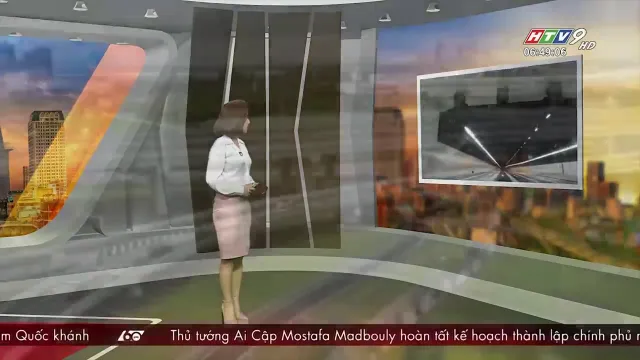 HTV9 HD
06:49:06
m Quốc khánh 60 Thủ tướng Ai Cập Mostafa Madbouly hoàn tất kế hoạch thành lập chính phủ